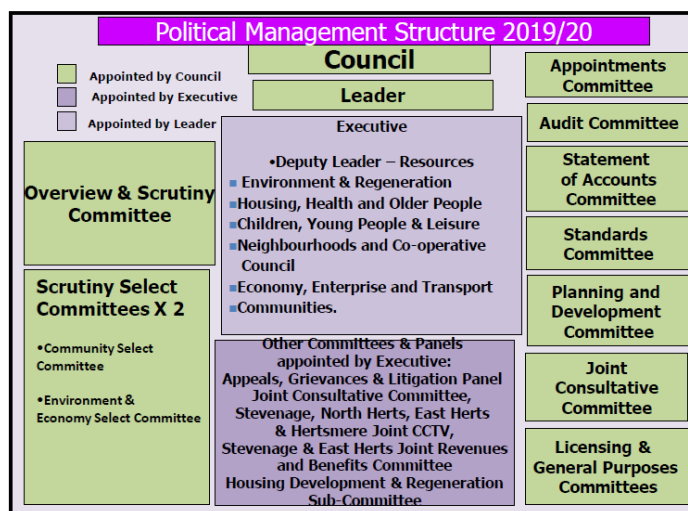 Political Management Structure 2019/20
Council
Leader
Appointed by Council
Appointed by Executive
Appointed by Leader
Overview & Scrutiny
Committee
Scrutiny Select
Committees X 2
•Community Select
Committee
•Environment &
Economy Select Committee
Executive
•Deputy Leader – Resources
Environment & Regeneration
Housing, Health and Older People
Children, Young People & Leisure
Neighbourhoods and Co-operative
Council
Economy, Enterprise and Transport
Communities.
Other Committees & Panels
appointed by Executive:
Appeals, Grievances & Litigation Panel
Joint Consultative Committee,
Stevenage, North Herts, East Herts
& Hertsmere Joint CCTV,
Stevenage & East Herts Joint Revenues
and Benefits Committee
Housing Development & Regeneration
Sub-Committee
Appointments
Committee
Audit Committee
Statement
of Accounts
Committee
Standards
Committee
Planning and
Development
Committee
Joint
Consultative
Committee
Licensing &
General Purposes
Committees